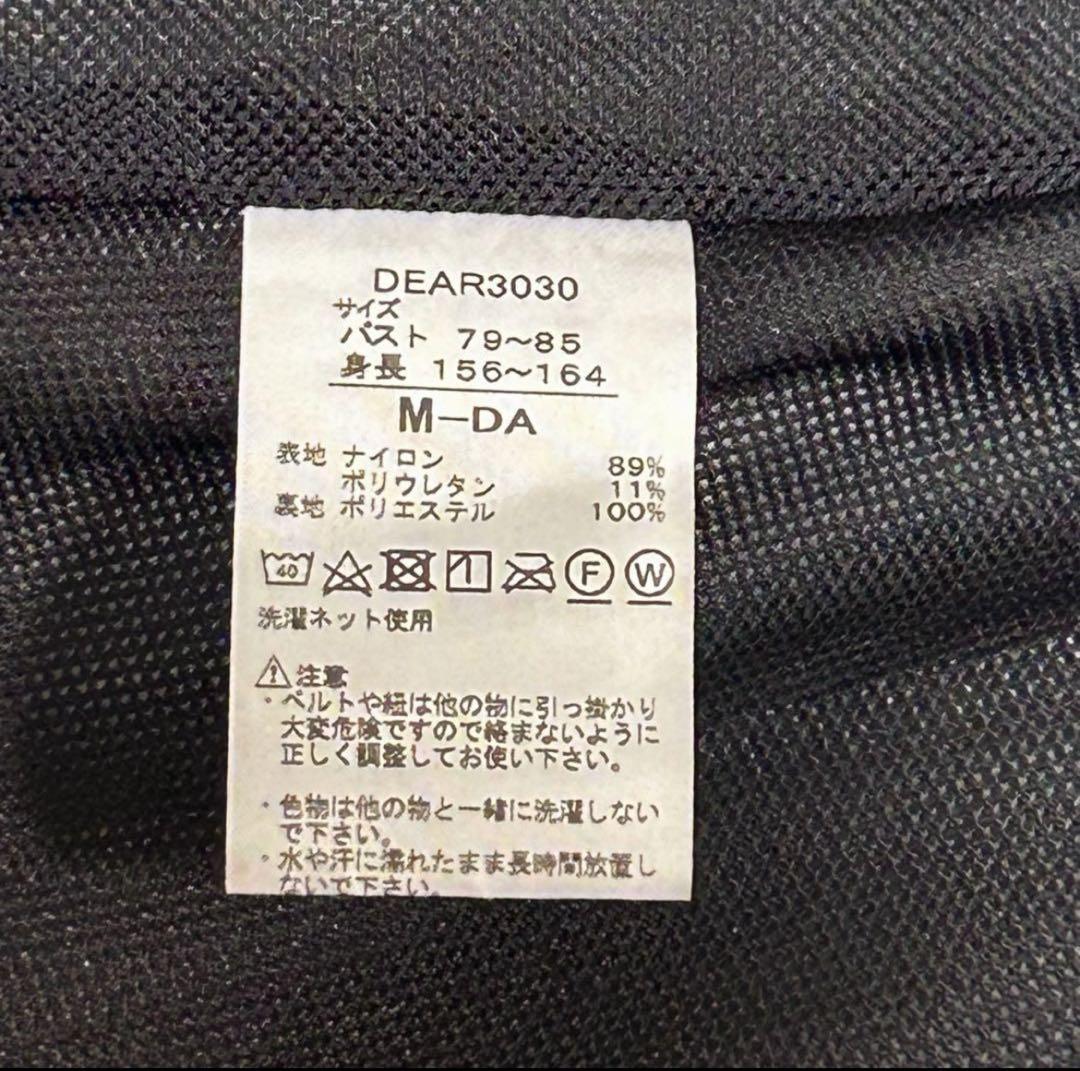 DEAR3030
サイズ
バスト 79～85
身長 156～164
M-DA
表地 ナイロン 89%
ポリウレタン 11%
裏地 ポリエステル 100%
40 F W
洗濯ネット使用
注意
・ベルトや紐は他の物に引っ掛かり
大変危険ですので絡まないように
正しく調整してお使い下さい。
・色物は他の物と一緒に洗濯しない
で下さい。
・水や汗に濡れたまま長時間放置し
ないで下さい。